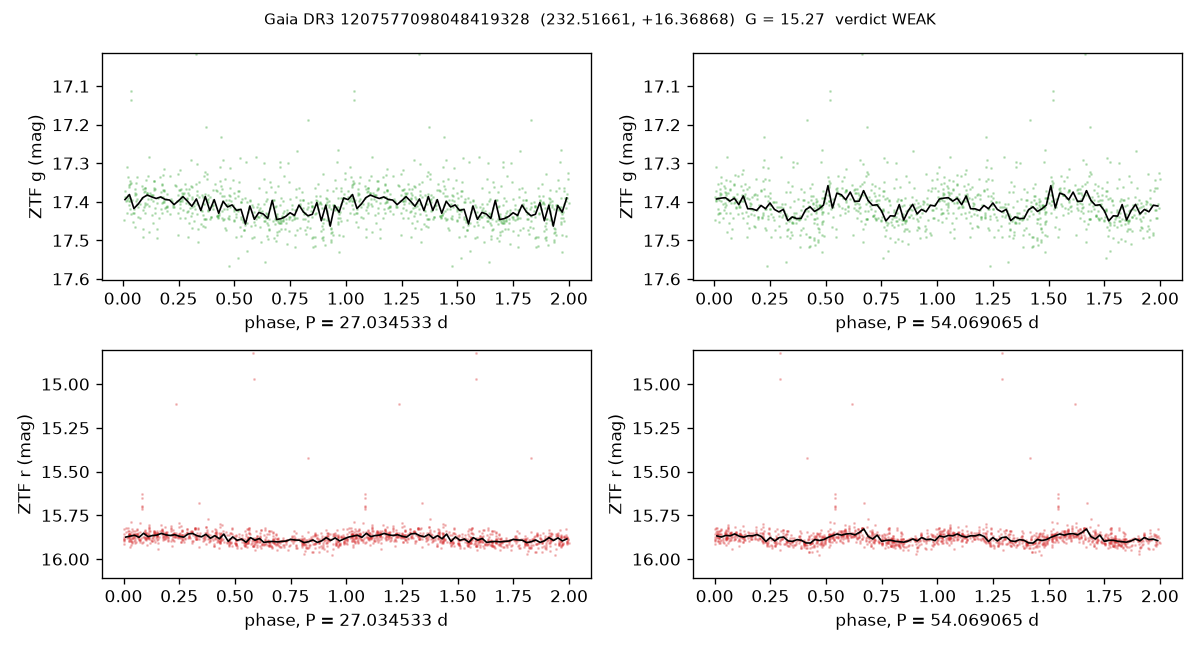 Gaia DR3 1207577098048419328 (232.51661, +16.36868) G = 15.27 verdict WEAK
ZTF g (mag)
17.1
17.2
17.3
17.4
17.5
17.6
0.00 0.25 0.50 0.75 1.00 1.25 1.50 1.75 2.00
phase, P = 27.034533 d
ZTF g (mag)
17.1
17.2
17.3
17.4
17.5
17.6
0.00 0.25 0.50 0.75 1.00 1.25 1.50 1.75 2.00
phase, P = 54.069065 d
ZTF r (mag)
15.00
15.25
15.50
15.75
16.00
0.00 0.25 0.50 0.75 1.00 1.25 1.50 1.75 2.00
phase, P = 27.034533 d
ZTF r (mag)
15.00
15.25
15.50
15.75
16.00
0.00 0.25 0.50 0.75 1.00 1.25 1.50 1.75 2.00
phase, P = 54.069065 d